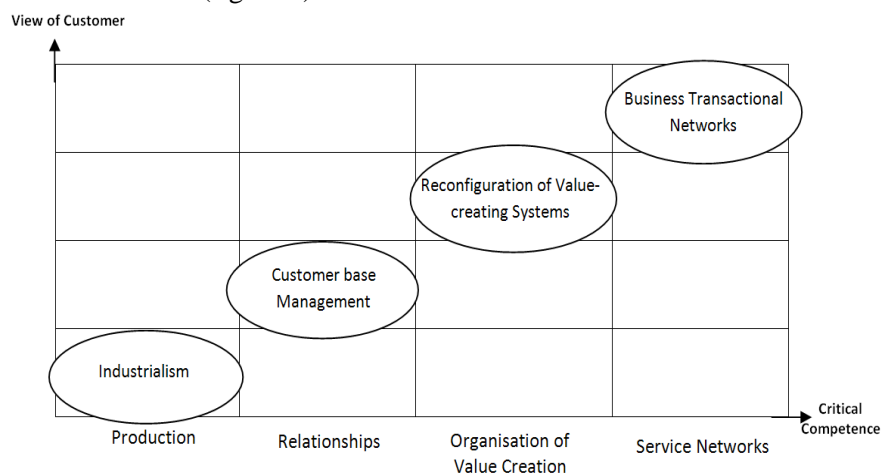 View of Customer
Business Transactional
Networks
Reconfiguration of Value-
creating Systems
Customer base
Management
Industrialism
Critical
Competence
Production
Relationships
Organisation of
Value Creation
Service Networks